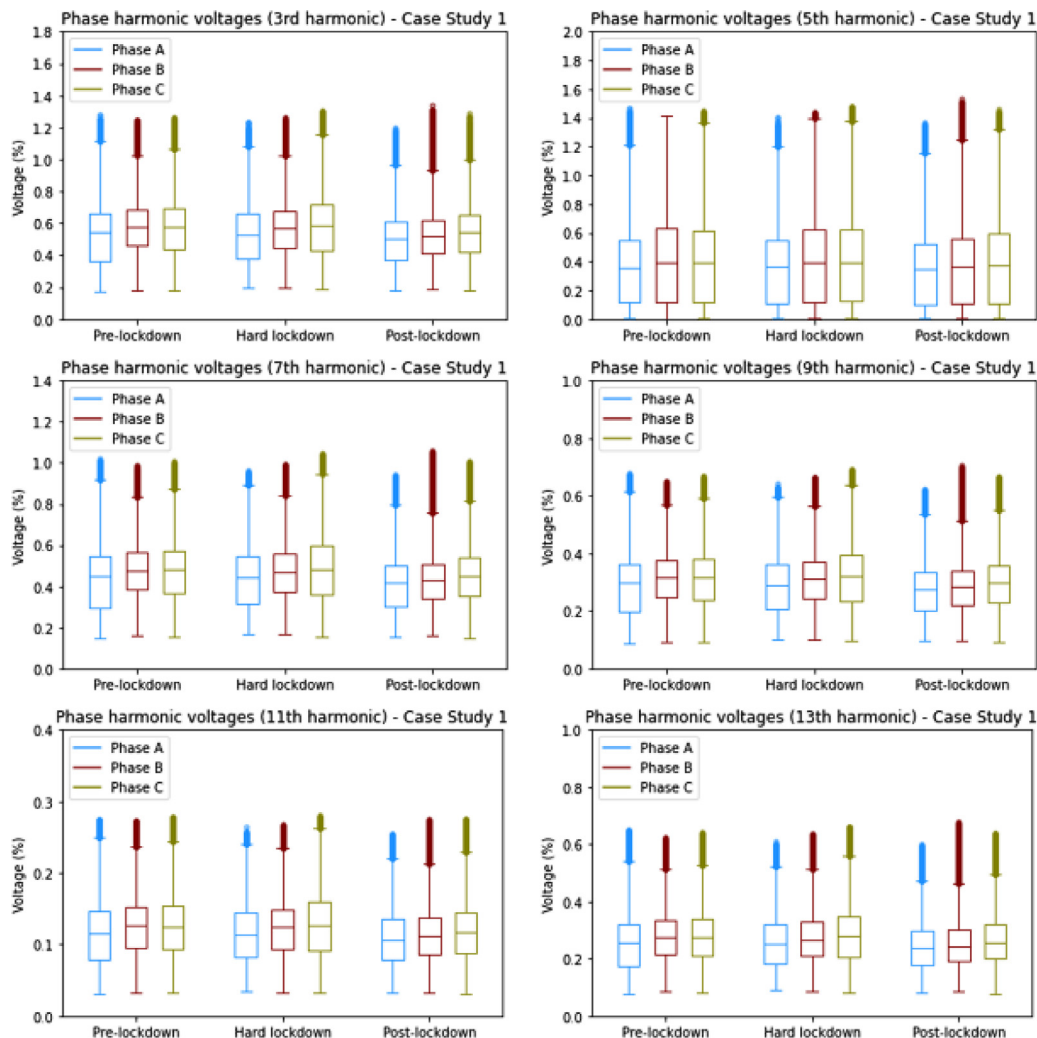 Phase harmonic voltages (3rd harmonic) - Case Study 1
1.8
1.6
1.4
1.2
1.0
0.8
0.6
0.4
0.2
0.0
Voltage (%)
Phase A
Phase B
Phase C
Pre-lockdown Hard lockdown Post-lockdown
Phase harmonic voltages (5th harmonic) - Case Study 1
2.0
1.8
1.6
1.4
1.2
1.0
0.8
0.6
0.4
0.2
0.0
Voltage (%)
Phase A
Phase B
Phase C
Pre-lockdown Hard lockdown Post-lockdown
Phase harmonic voltages (7th harmonic) - Case Study 1
1.4
1.2
1.0
0.8
0.6
0.4
0.2
0.0
Voltage (%)
Phase A
Phase B
Phase C
Pre-lockdown Hard lockdown Post-lockdown
Phase harmonic voltages (9th harmonic) - Case Study 1
1.0
0.8
0.6
0.4
0.2
0.0
Voltage (%)
Phase A
Phase B
Phase C
Pre-lockdown Hard lockdown Post-lockdown
Phase harmonic voltages (11th harmonic) - Case Study 1
0.4
0.3
0.2
0.1
0.0
Voltage (%)
Phase A
Phase B
Phase C
Pre-lockdown Hard lockdown Post-lockdown
Phase harmonic voltages (13th harmonic) - Case Study 1
1.0
0.8
0.6
0.4
0.2
0.0
Voltage (%)
Phase A
Phase B
Phase C
Pre-lockdown Hard lockdown Post-lockdown